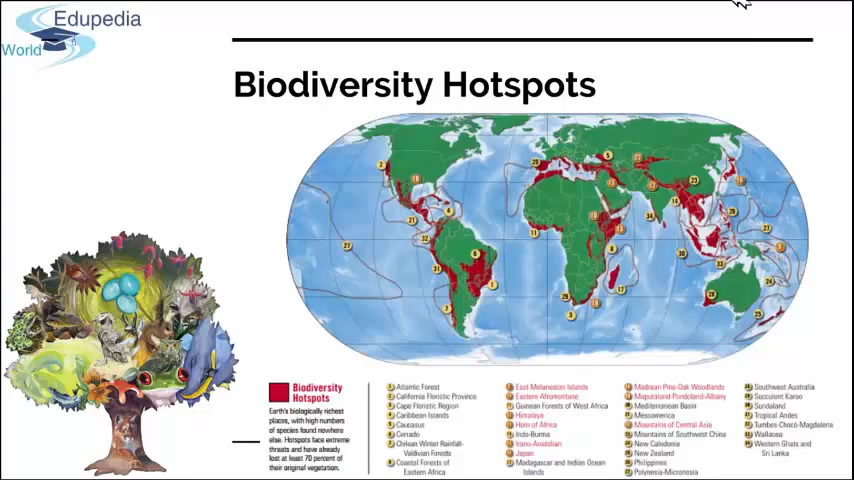 Edupedia
World
Biodiversity Hotspots
Biodiversity
Hotspots
Earth's biologically richest
places, with high numbers
of species found nowhere
else. Hotspots face extreme
threats and have already
lost at least 70 percent of
their original vegetation.
Atlantic Forest
California Floristic Province
Cape Floristic Region
Caribbean Islands
Caucasus
Cerrado
Chilean Winter Rainfall-
Valdivian Forests
Coastal Forests of
Eastern Africa
East Melanesian Islands
Eastern Afromontane
Guinean Forests of West Africa
Himalaya
Horn of Africa
Indo-Burma
Irano-Anatolian
Japan
Madagascar and Indian Ocean
Islands
Madrean Pine-Oak Woodlands
Maputaland-Pondoland-Albany
Mediterranean Basin
Mesoamerica
Mountains of Central Asia
Mountains of Southwest China
New Caledonia
New Zealand
Philippines
Polynesia-Micronesia
Southwest Australia
Succulent Karoo
Sundaland
Tropical Andes
Tumbes-Chocó-Magdalena
Wallacea
Western Ghats and
Sri Lanka